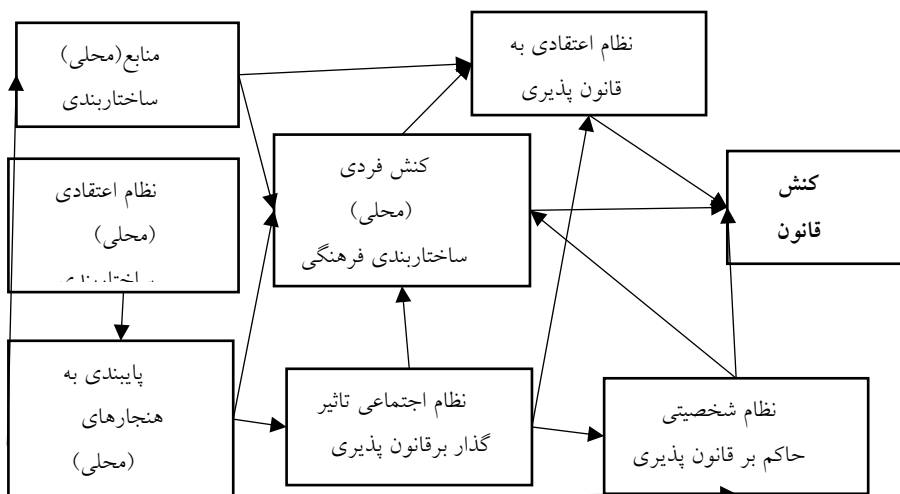 منابع(محلی)
ساختاربندی
نظام اعتقادی به
قانون پذیری
نظام اعتقادی
(محلی)
ساختاربندی
کنش فردی
(محلی)
ساختاربندی فرهنگی
کنش
قانون
پایبندی به
هنجارهای
(محلی)
نظام اجتماعی تاثیر
گذار برقانون پذیری
نظام شخصیتی
حاکم بر قانون پذیری